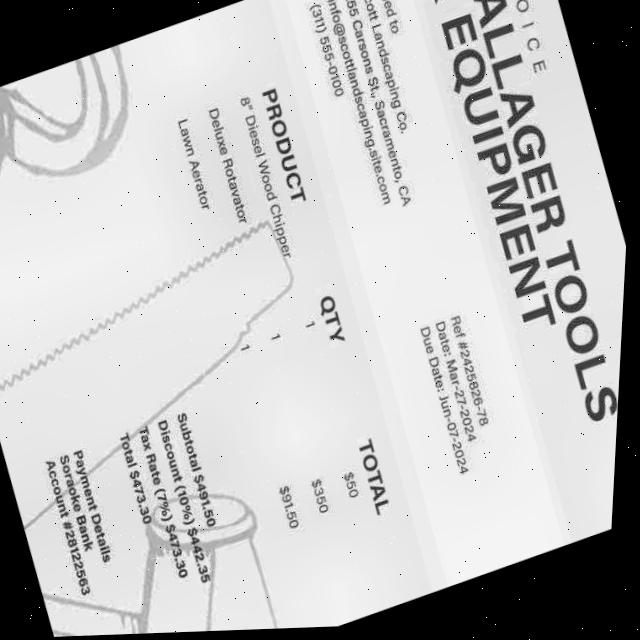 OICE
ALLAGER TOOLS
EQUIPMENT
ed to
ott Landscaping Co.
55 Carsons St., Sacramento, CA
info@scottlandscaping.site.com
(311) 555-0100
Ref #2425626-78
Date: Mar-27-2024
Due Date: Jun-07-2024
PRODUCT QTY TOTAL
8" Diesel Wood Chipper 1 $50
Deluxe Rotavator 1 $350
Lawn Aerator 1 $91.50
Subtotal $491.50
Discount (10%) $442.35
Tax Rate (7%) $473.30
Total $473.30
Payment Details
Soraoke Bank
Account #28122563